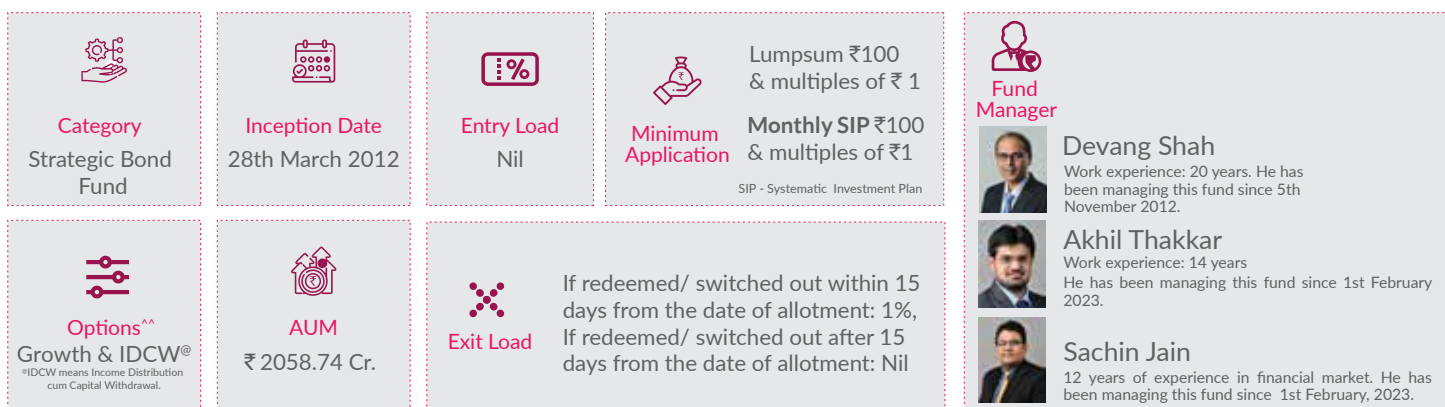 Category
Strategic Bond
Fund
Inception Date
28th March 2012
%
Entry Load
Nil
Minimum
Application
Lumpsum ₹100
& multiples of ₹ 1
Monthly SIP ₹100
& multiples of ₹1
SIP - Systematic Investment Plan
Options^^
Growth & IDCW@
@IDCW means Income Distribution
cum Capital Withdrawal.
AUM
₹ 2058.74 Cr.
Exit Load
If redeemed/ switched out within 15
days from the date of allotment: 1%,
If redeemed/ switched out after 15
days from the date of allotment: Nil
Fund
Manager
Devang Shah
Work experience: 20 years. He has
been managing this fund since 5th
November 2012.
Akhil Thakkar
Work experience: 14 years
He has been managing this fund since 1st February
2023.
Sachin Jain
12 years of experience in financial market. He has
been managing this fund since 1st February, 2023.